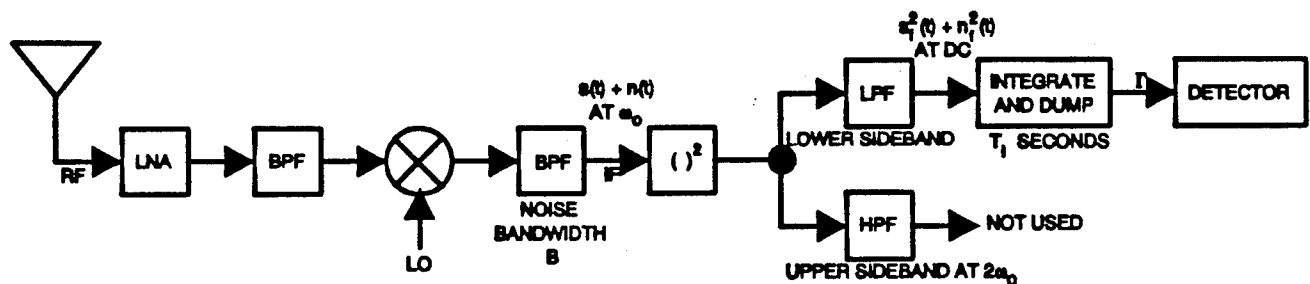 s₁²(t) + n₁²(t)
AT DC
s(t) + n(t)
AT ω₀
RF
LNA
BPF
LO
BPF
NOISE
BANDWIDTH
B
IF
( )²
LPF
LOWER SIDEBAND
INTEGRATE
AND DUMP
T₁ SECONDS
DETECTOR
HPF
NOT USED
UPPER SIDEBAND AT 2ω₀